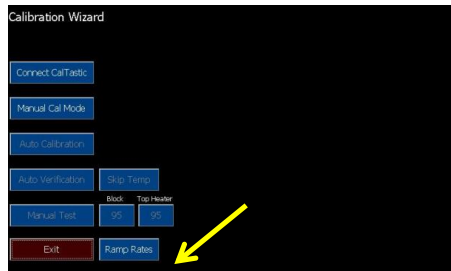 Calibration Wizard
Connect CalTastic
Manual Cal Mode
Auto Calibration
Auto Verification Skip Temp
Block Top Heater
Manual Test 95 95
Exit Ramp Rates